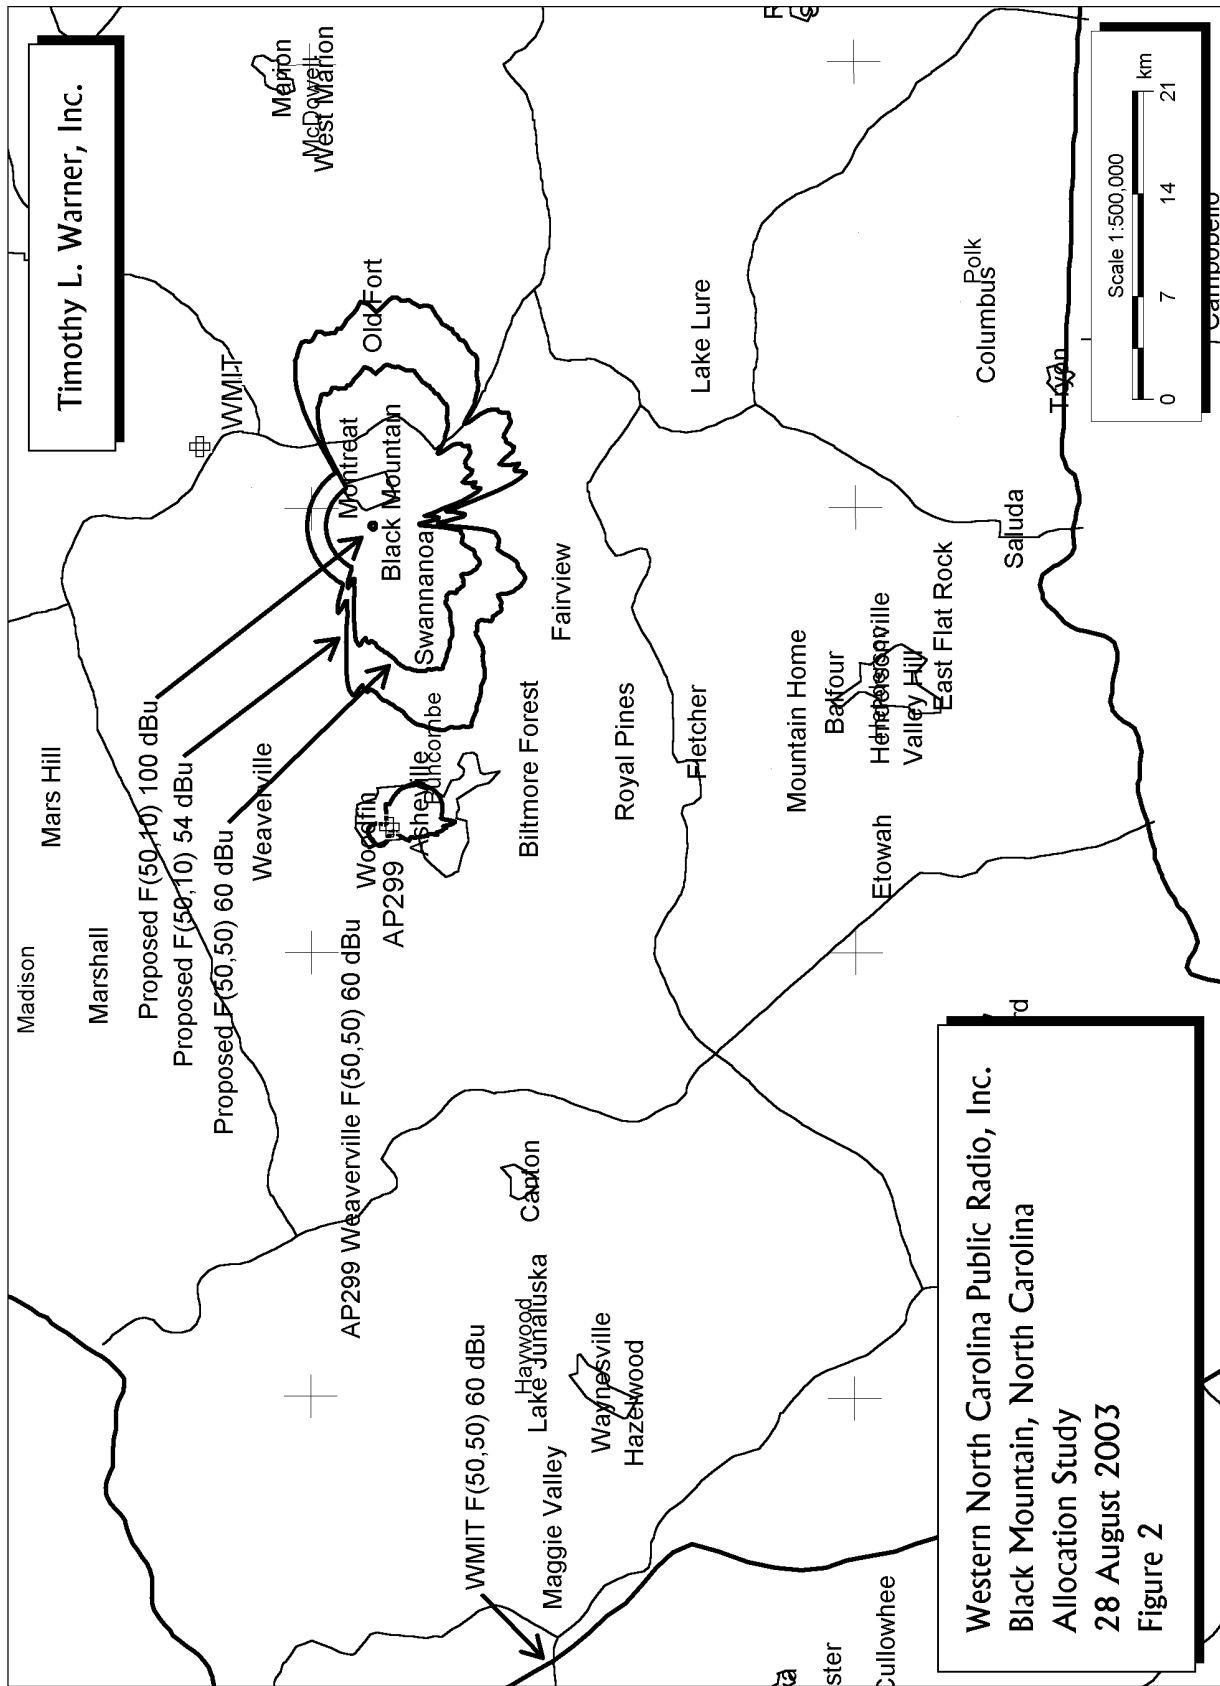 Timothy L. Warner, Inc.
Madison
Mars Hill
Marshall
Proposed F(50,10) 100 dBu
Proposed F(50,10) 54 dBu
Proposed F(50,50) 60 dBu
Weaverville
WMIT
Marion
McDowell
West Marion
Old Fort
Montreat
Black Mountain
Swannanoa
Woodfin
AP299
Asheville
Buncombe
AP299 Weaverville F(50,50) 60 dBu
Biltmore Forest
Fairview
Royal Pines
Fletcher
Lake Lure
Canton
Haywood
Lake Junaluska
WMIT F(50,50) 60 dBu
Maggie Valley
Waynesville
Hazelwood
Mountain Home
Balfour
Hendersonville
Henderson
Valley Hill
East Flat Rock
Etowah
Saluda
Polk
Columbus
Tryon
Campobello
ster
Cullowhee
rd
Scale 1:500,000
0 7 14 21
km
Western North Carolina Public Radio, Inc.
Black Mountain, North Carolina
Allocation Study
28 August 2003
Figure 2